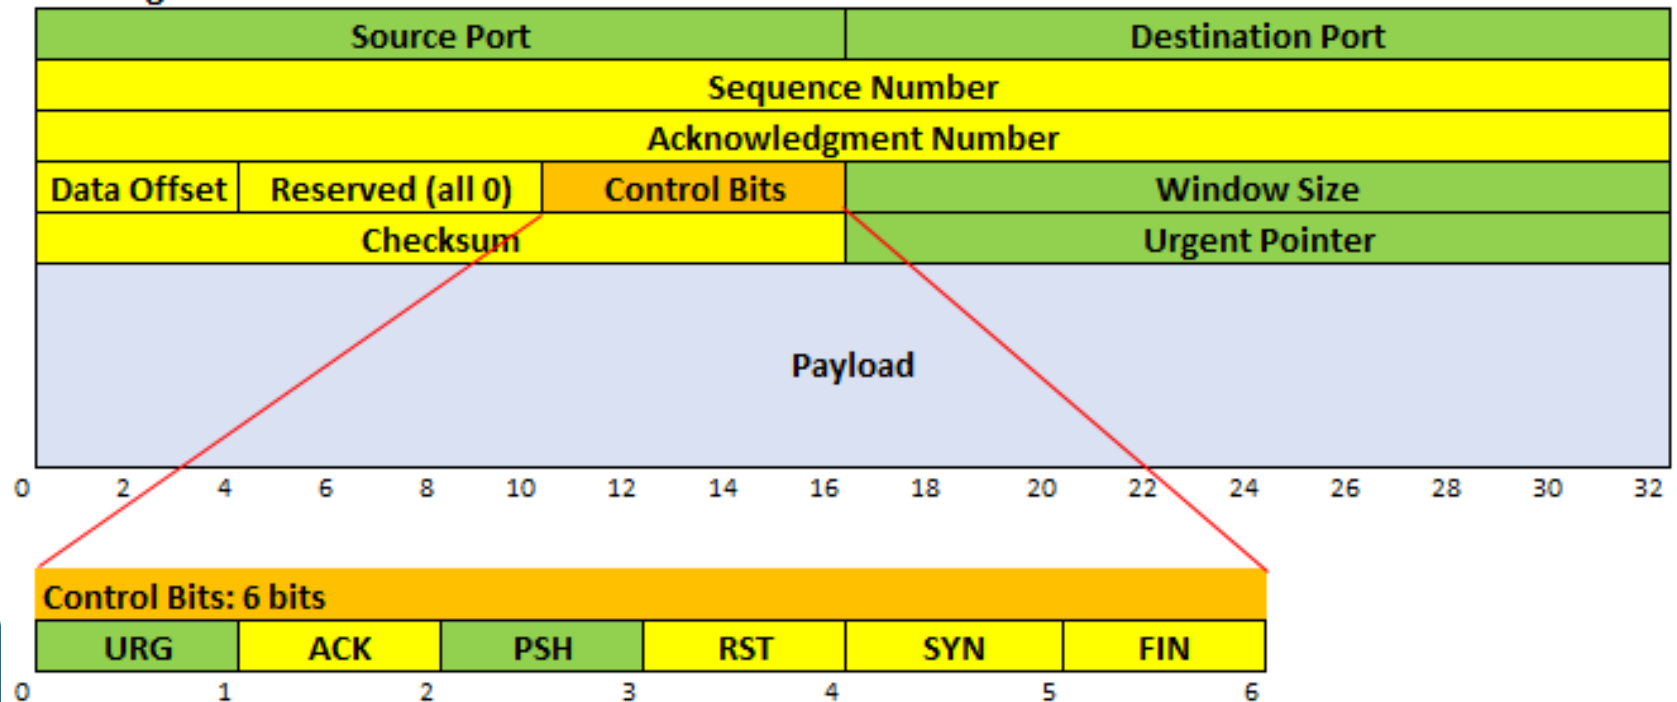 Source Port Destination Port
Sequence Number
Acknowledgment Number
Data Offset Reserved (all 0) Control Bits Window Size
Checksum Urgent Pointer
Payload
0 2 4 6 8 10 12 14 16 18 20 22 24 26 28 30 32
Control Bits: 6 bits
URG ACK PSH RST SYN FIN
0 1 2 3 4 5 6